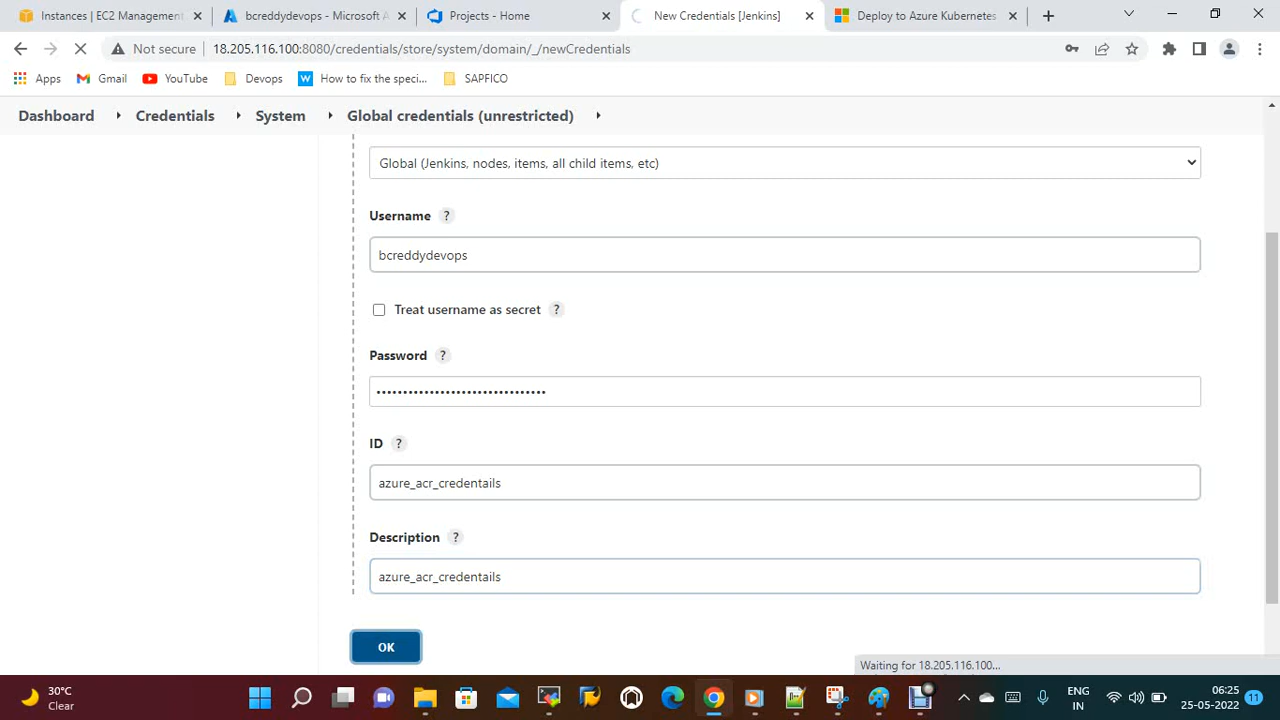 Instances | EC2 Management
bcreddydevops - Microsoft A
Projects - Home
New Credentials [Jenkins]
Deploy to Azure Kubernetes
Not secure
18.205.116.100:8080/credentials/store/system/domain/_/newCredentials
Apps
Gmail
YouTube
Devops
How to fix the speci...
SAPFICO
Dashboard
Credentials
System
Global credentials (unrestricted)
Global (Jenkins, nodes, items, all child items, etc)
Username ?
bcreddydevops
Treat username as secret ?
Password ?
ID ?
azure_acr_credentails
Description ?
azure_acr_credentails
OK
Waiting for 18.205.116.100...
30°C
Clear
ENG
IN
06:25
25-05-2022
11